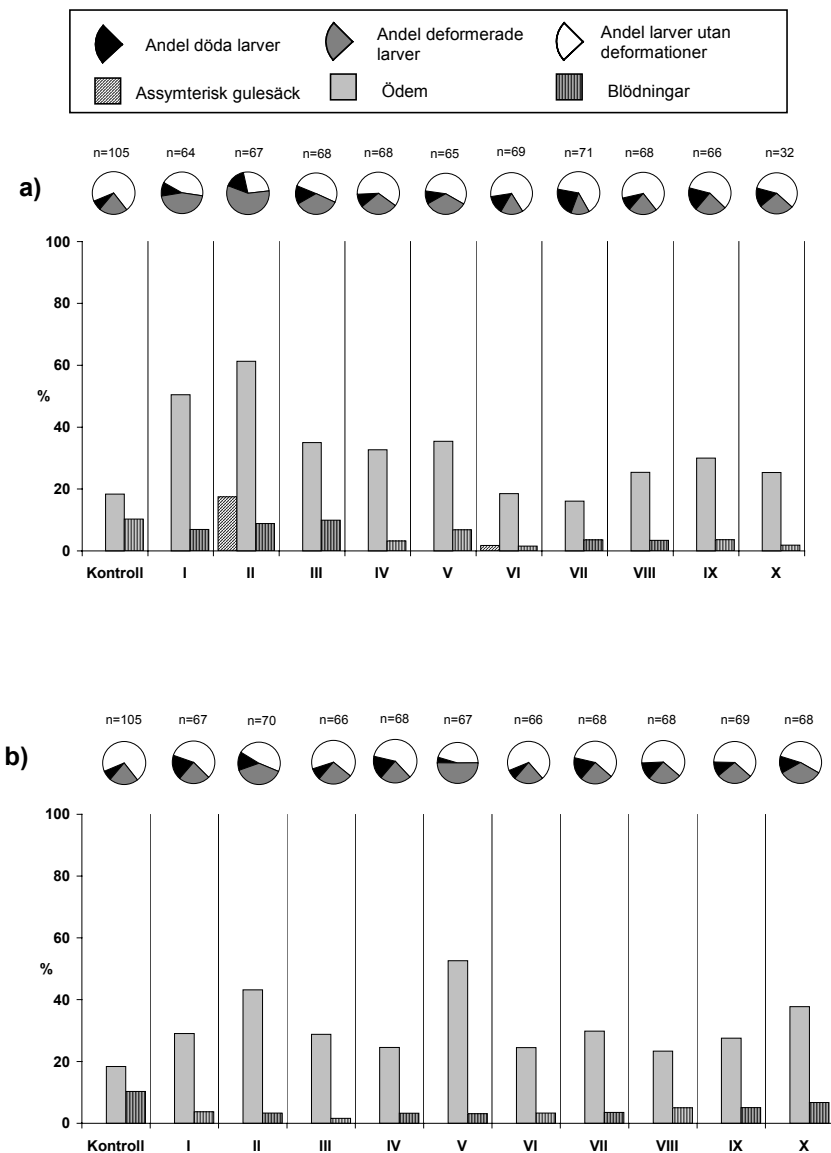 Andel döda larver
Andel deformerade
larver
Andel larver utan
deformationer
Assymterisk gulesäck
Ödem
Blödningar
a)
n=105 n=64 n=67 n=68 n=68 n=65 n=69 n=71 n=68 n=66 n=32
100
80
60
%
40
20
0
Kontroll I II III IV V VI VII VIII IX X
b)
n=105 n=67 n=70 n=66 n=68 n=67 n=66 n=68 n=68 n=69 n=68
100
80
60
%
40
20
0
Kontroll I II III IV V VI VII VIII IX X